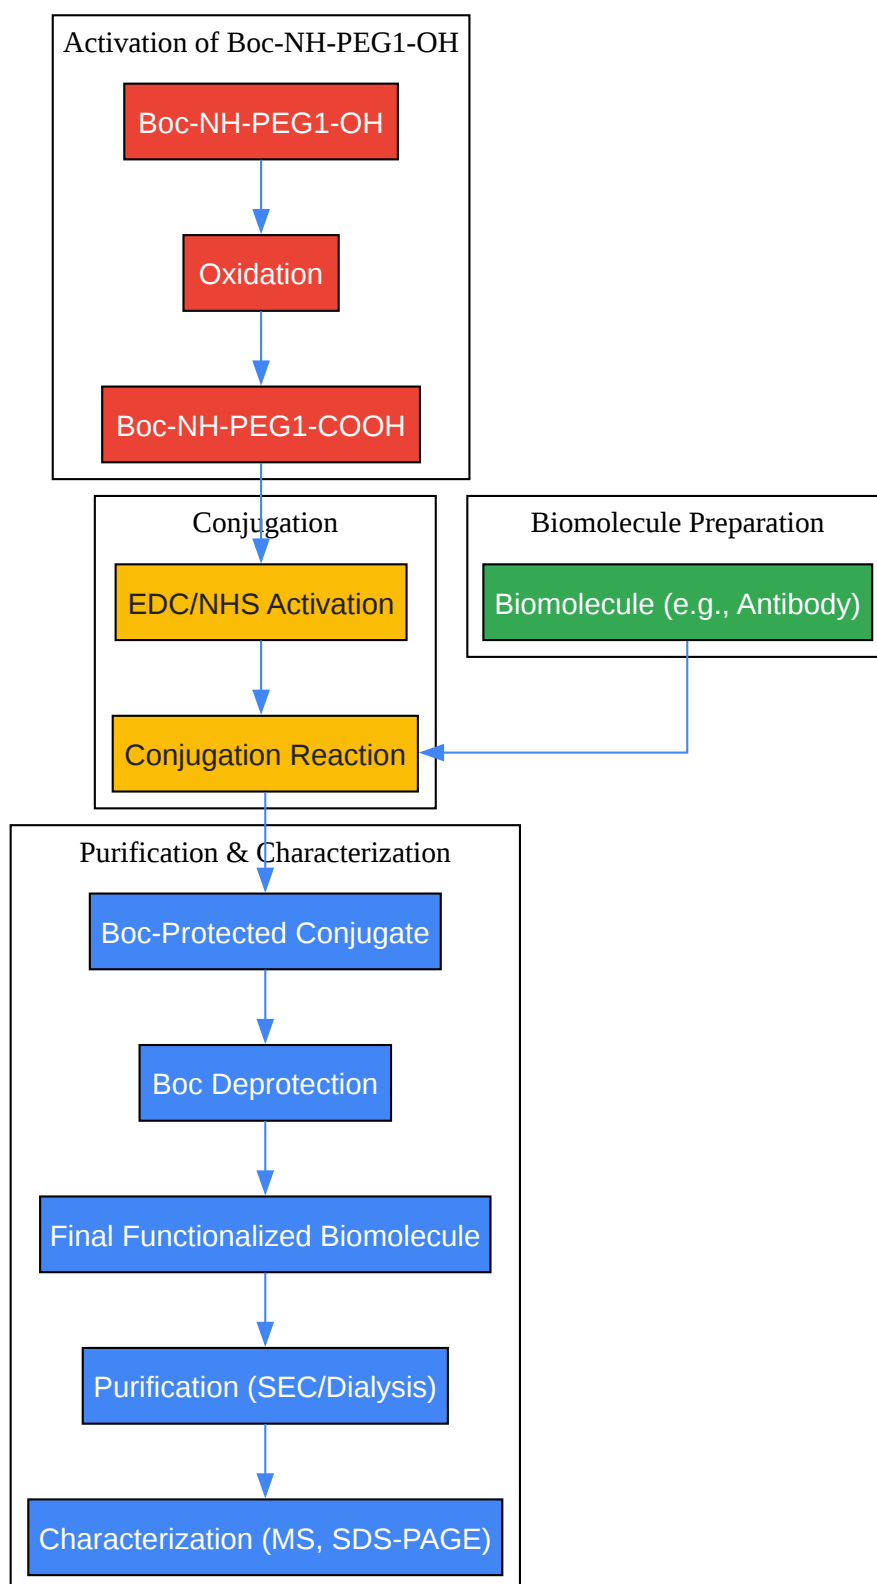 Activation of Boc-NH-PEG1-OH
Boc-NH-PEG1-OH
Oxidation
Boc-NH-PEG1-COOH
Conjugation
Biomolecule Preparation
EDC/NHS Activation
Biomolecule (e.g., Antibody)
Conjugation Reaction
Purification & Characterization
Boc-Protected Conjugate
Boc Deprotection
Final Functionalized Biomolecule
Purification (SEC/Dialysis)
Characterization (MS, SDS-PAGE)